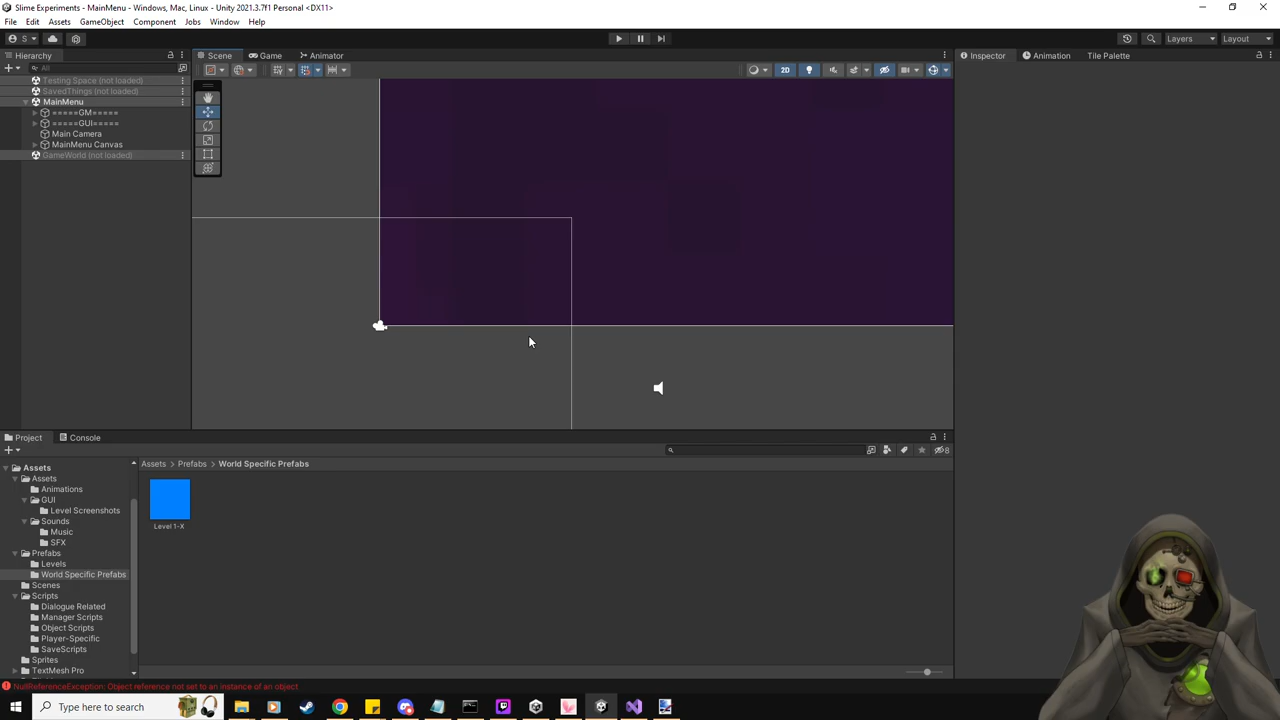 Slime Experiments - MainMenu - Windows, Mac, Linux - Unity 2021.3.7f1 Personal <DX11>
File Edit Assets GameObject Component Jobs Window Help
S Layers Layout
Hierarchy Scene Game Animator Inspector Animation Tile Palette
All
2D
Testing Space (not loaded)
SavedThings (not loaded)
MainMenu
=====GM=====
=====GUI=====
Main Camera
MainMenu Canvas
GameWorld (not loaded)
Project Console
8
Assets
Assets > Prefabs > World Specific Prefabs
Assets
Animations
GUI
Level Screenshots
Sounds
Music
SFX
Prefabs
Levels
World Specific Prefabs
Scenes
Scripts
Dialogue Related
Manager Scripts
Object Scripts
Player-Specific
SaveScripts
Sprites
TextMesh Pro
Level 1-X
NullReferenceException: Object reference not set to an instance of an object
Type here to search